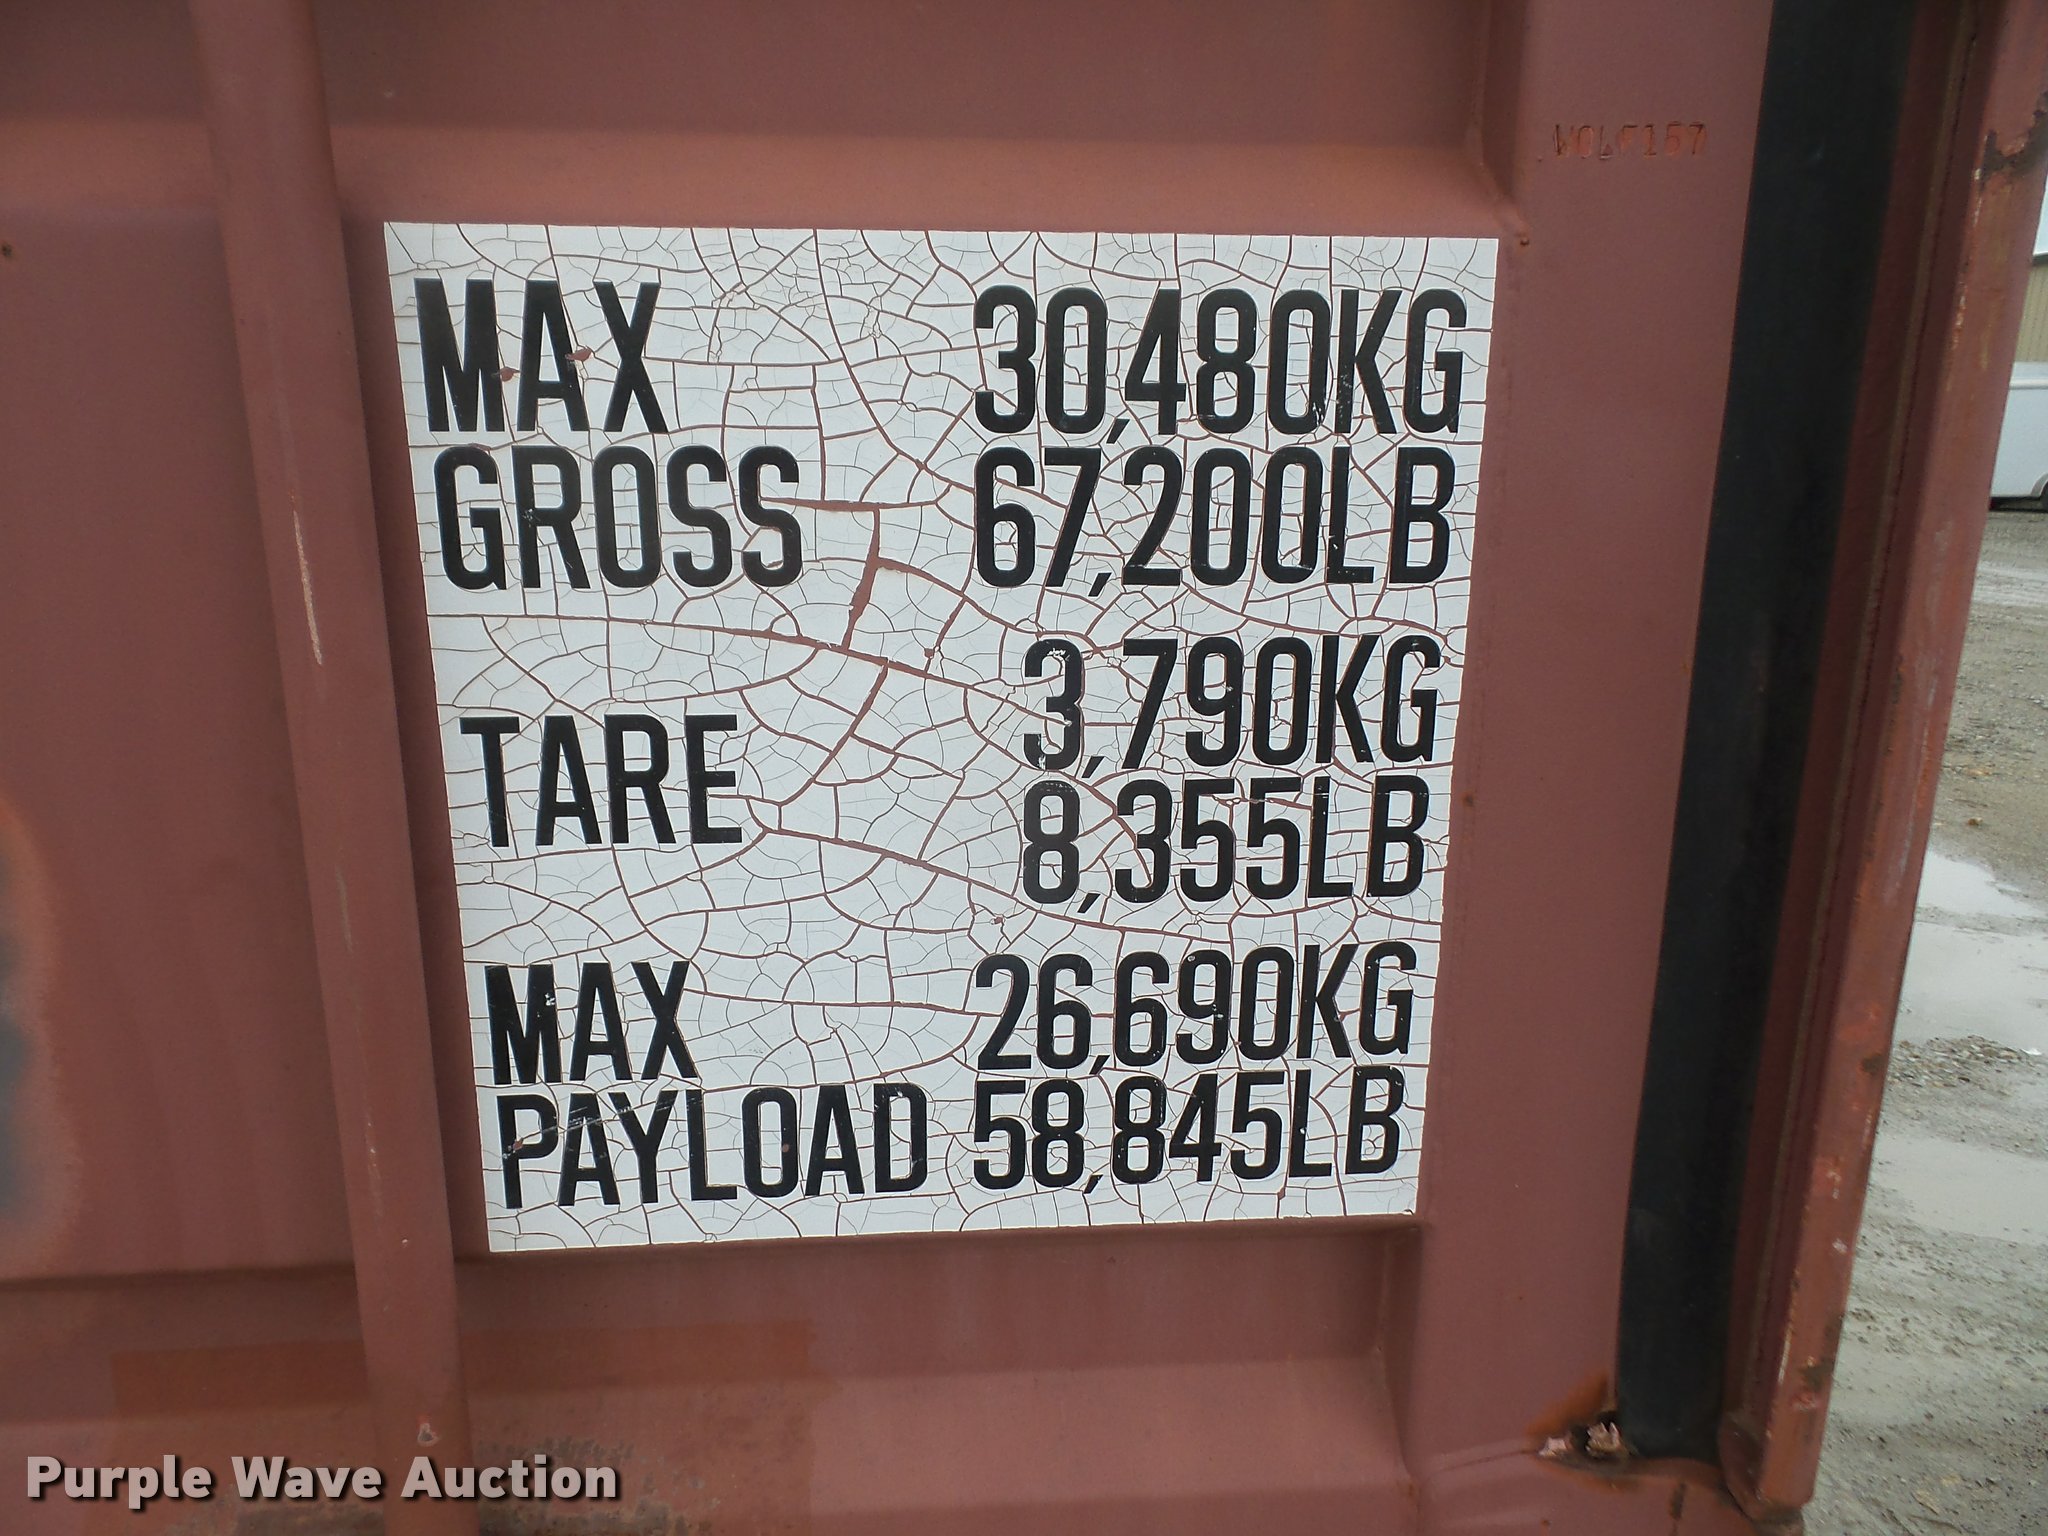 WOLF157
MAX 30,480KG
GROSS 67,200LB
3,790KG
TARE
8,355LB
MAX 26,690KG
PAYLOAD 58,845LB
Purple Wave Auction